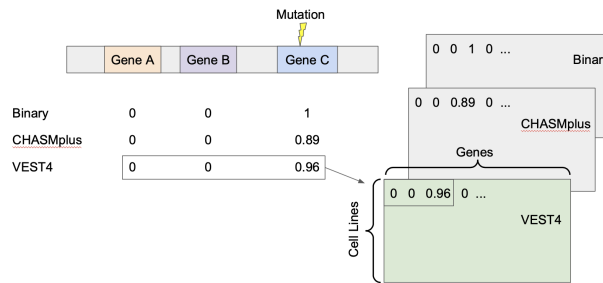 Mutation
Gene A Gene B Gene C
Binary 0 0 1
CHASMplus 0 0 0.89
VEST4 0 0 0.96
0 0 1 0 ...
Binar
0 0 0.89 0 ...
CHASMplus
Genes
Cell Lines
0 0 0.96 0 ...
VEST4